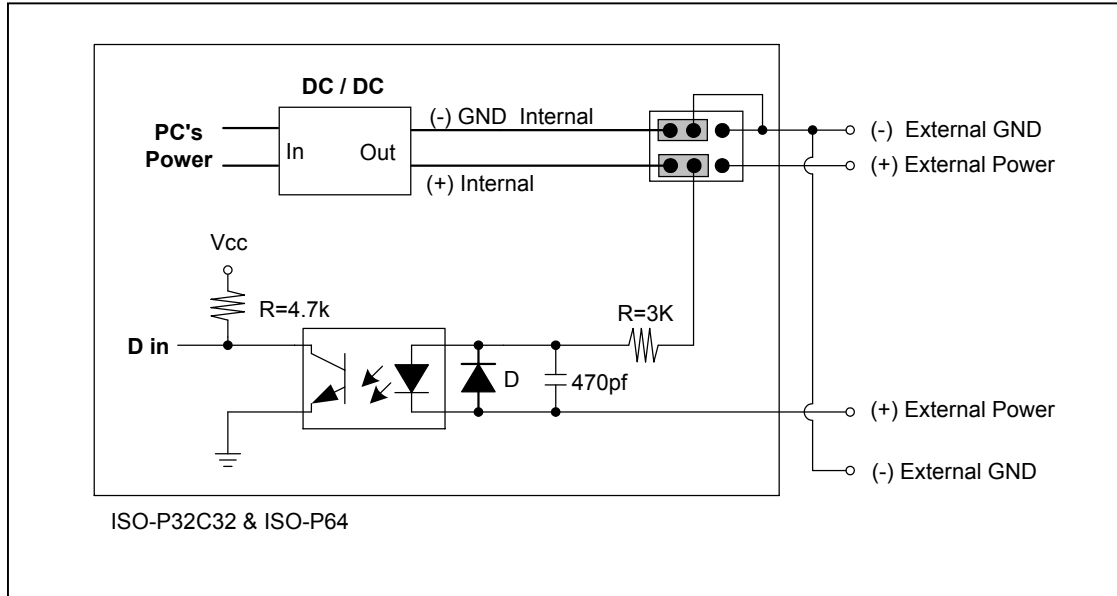 DC / DC
PC's
Power
In
Out
(-) GND Internal
(+) Internal
(-) External GND
(+) External Power
Vcc
R=4.7k
D in
R=3K
D
470pf
(+) External Power
(-) External GND
ISO-P32C32 & ISO-P64